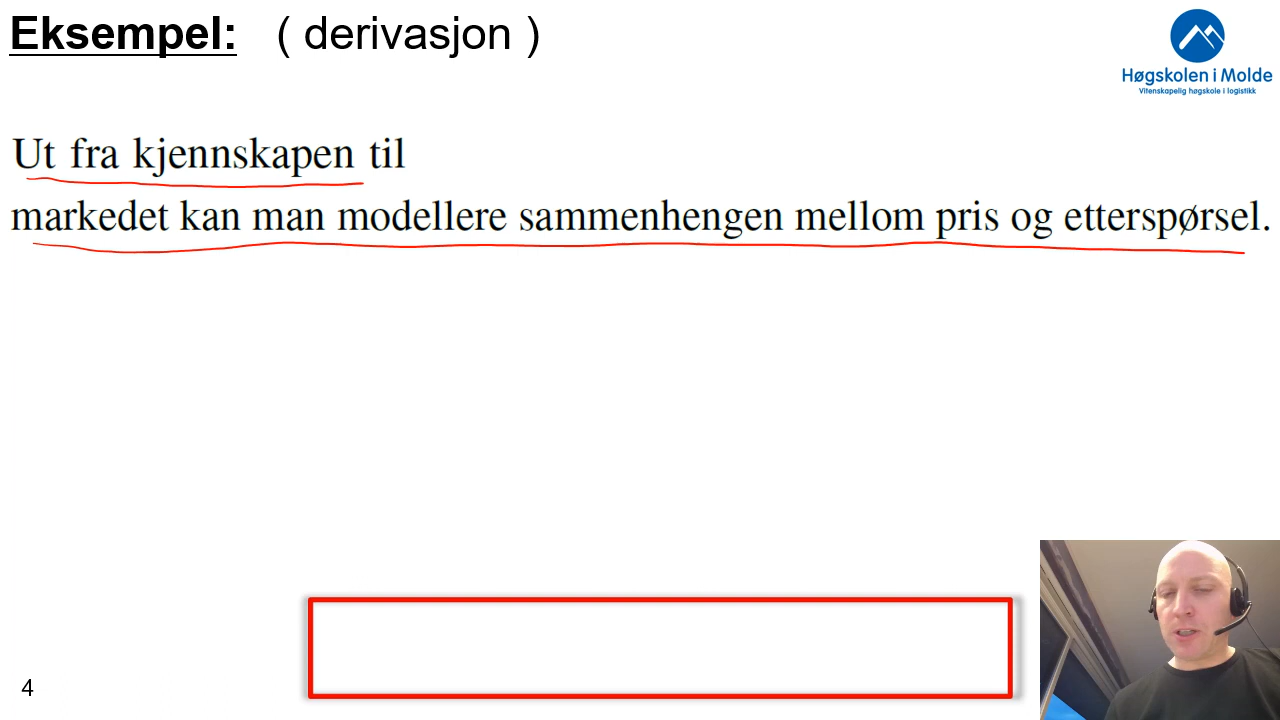 Eksempel: ( derivasjon )
Høgskolen i Molde
Vitenskapelig høgskole i logistikk
Ut fra kjennskapen til
markedet kan man modellere sammenhengen mellom pris og etterspørsel.
4